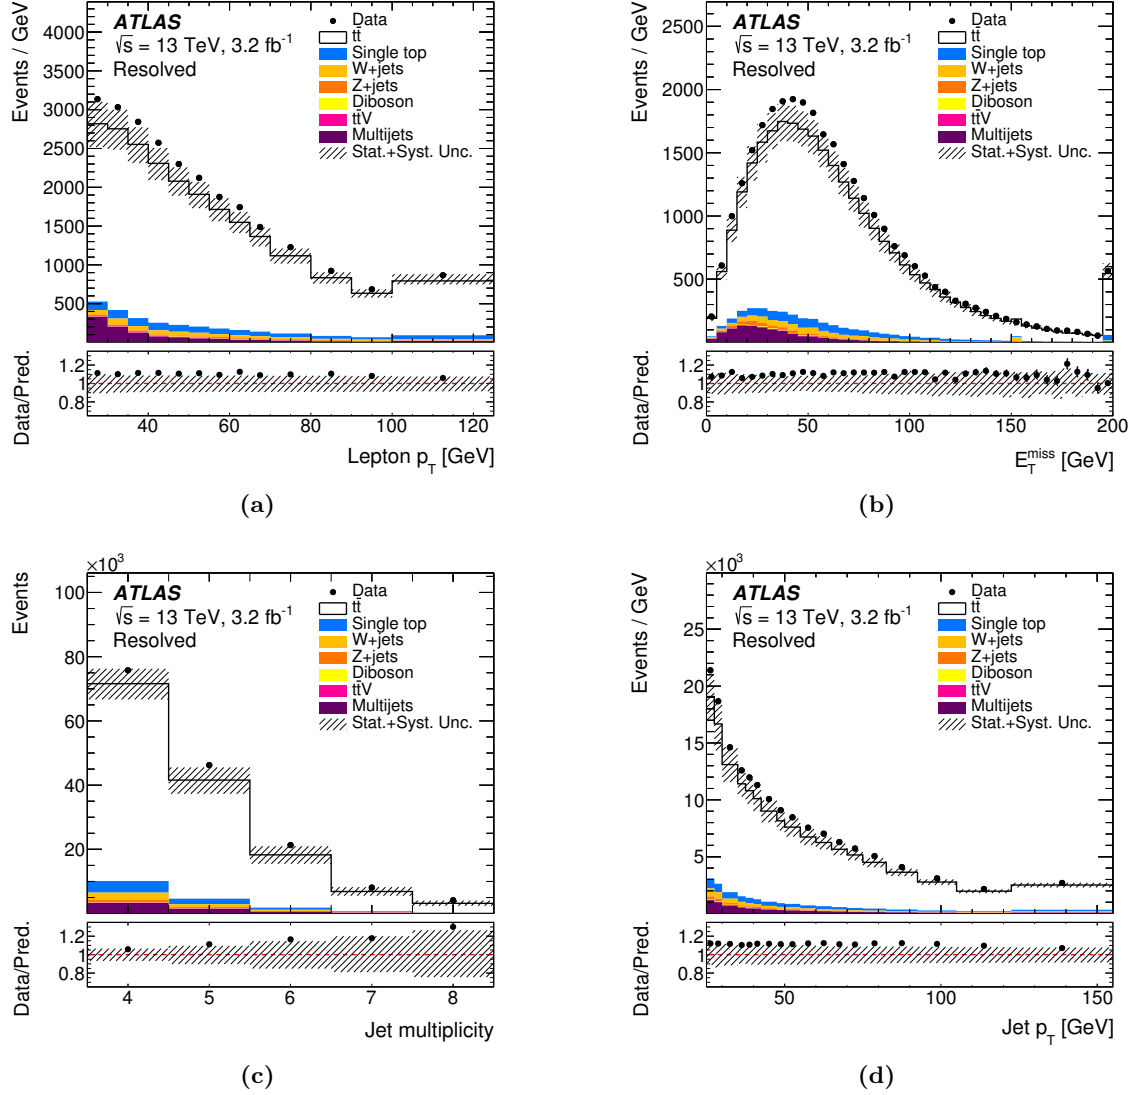 ATLAS
√s = 13 TeV, 3.2 fb⁻¹
Resolved
Data
tt̄
Single top
W+jets
Z+jets
Diboson
tt̄V
Multijets
Stat.+Syst. Unc.
Events / GeV
4000
3500
3000
2500
2000
1500
1000
500
Data/Pred.
1.2
1
0.8
40 60 80 100 120
Lepton p_T [GeV]
(a)
ATLAS
√s = 13 TeV, 3.2 fb⁻¹
Resolved
Data
tt̄
Single top
W+jets
Z+jets
Diboson
tt̄V
Multijets
Stat.+Syst. Unc.
Events / GeV
2500
2000
1500
1000
500
Data/Pred.
1.2
1
0.8
0 50 100 150 200
E_T^miss [GeV]
(b)
×10³
ATLAS
√s = 13 TeV, 3.2 fb⁻¹
Resolved
Data
tt̄
Single top
W+jets
Z+jets
Diboson
tt̄V
Multijets
Stat.+Syst. Unc.
Events
100
80
60
40
20
Data/Pred.
1.2
1
0.8
4 5 6 7 8
Jet multiplicity
(c)
×10³
ATLAS
√s = 13 TeV, 3.2 fb⁻¹
Resolved
Data
tt̄
Single top
W+jets
Z+jets
Diboson
tt̄V
Multijets
Stat.+Syst. Unc.
Events / GeV
25
20
15
10
5
Data/Pred.
1.2
1
0.8
50 100 150
Jet p_T [GeV]
(d)